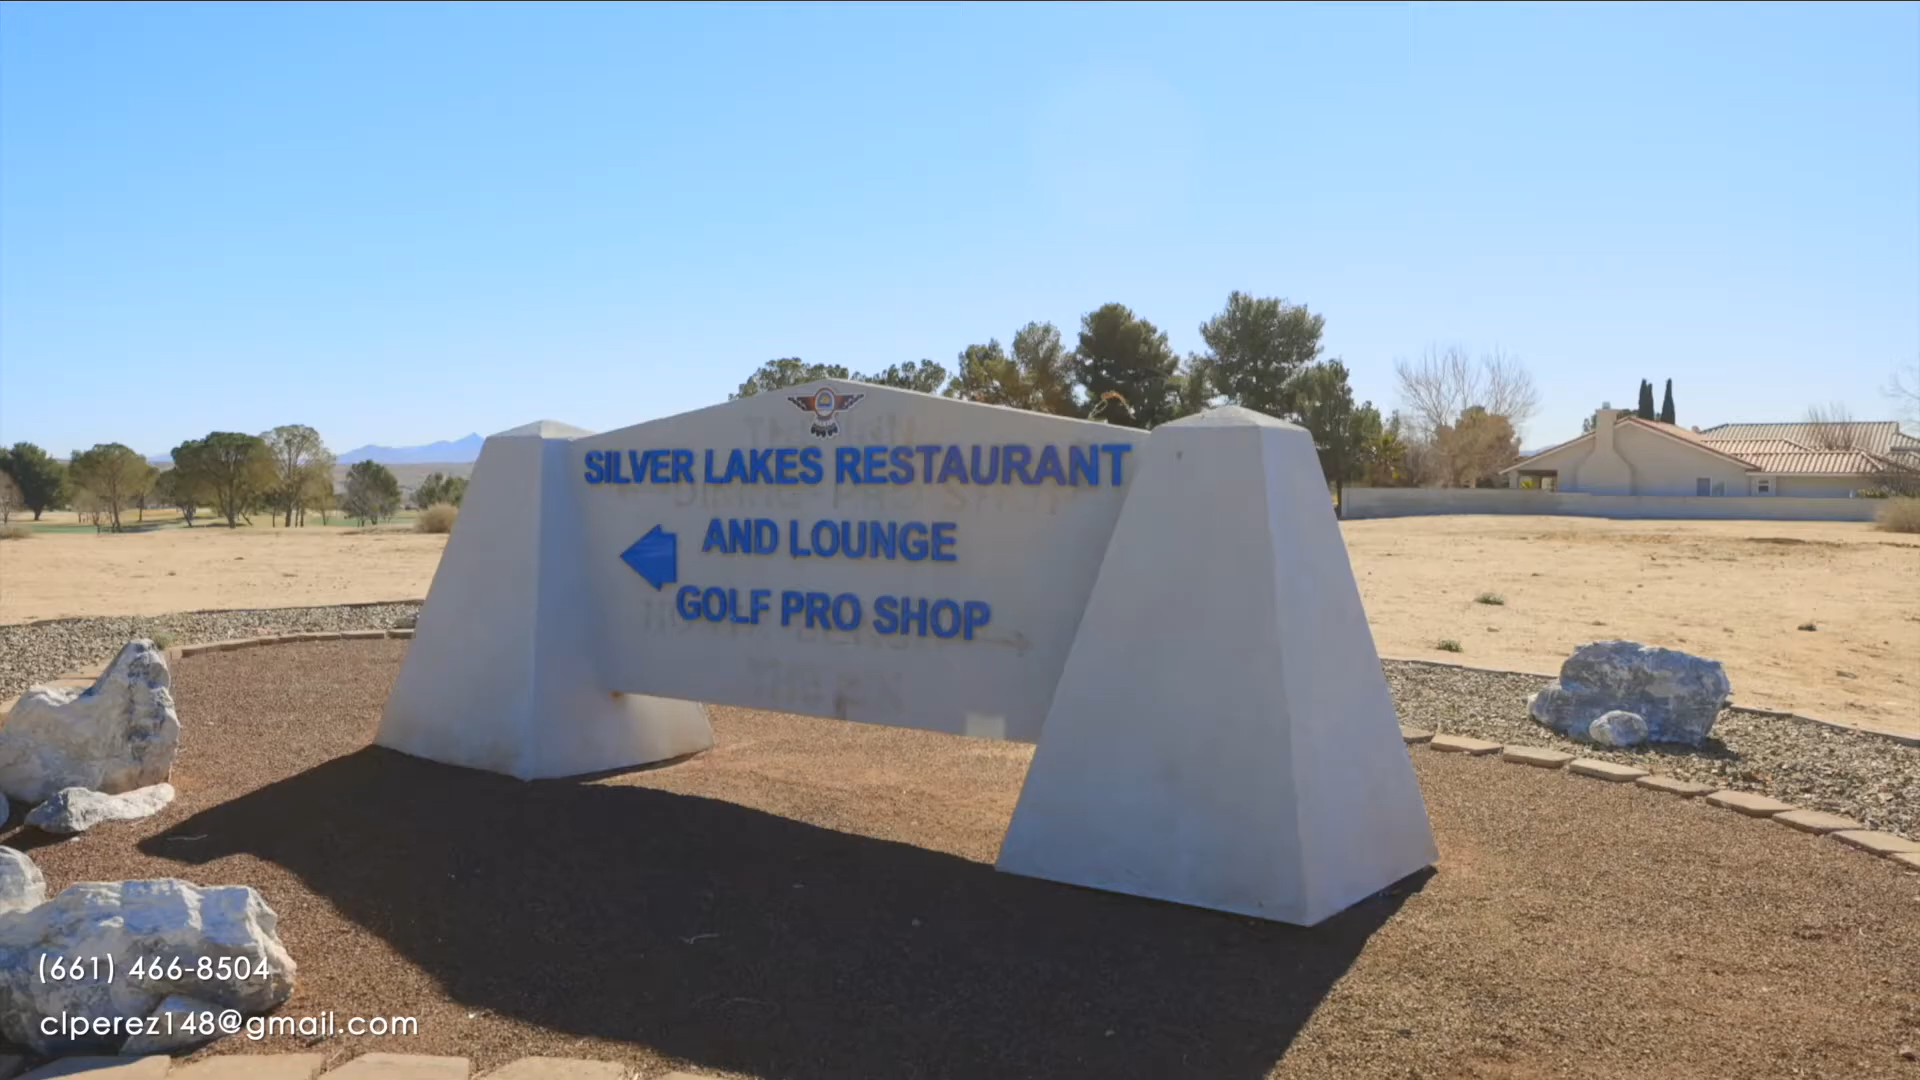 SILVER LAKES RESTAURANT
AND LOUNGE
GOLF PRO SHOP
(661) 466-8504
clperez148@gmail.com